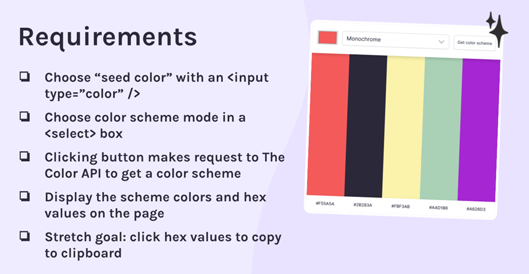 Requirements
Choose “seed color” with an <input
type=”color” />
Choose color scheme mode in a
<select> box
Clicking button makes request to The
Color API to get a color scheme
Display the scheme colors and hex
values on the page
Stretch goal: click hex values to copy
to clipboard
Monochrome
Get color scheme
#F55A5A
#2B283A
#FBF3AB
#AAD1B6
#A626D3